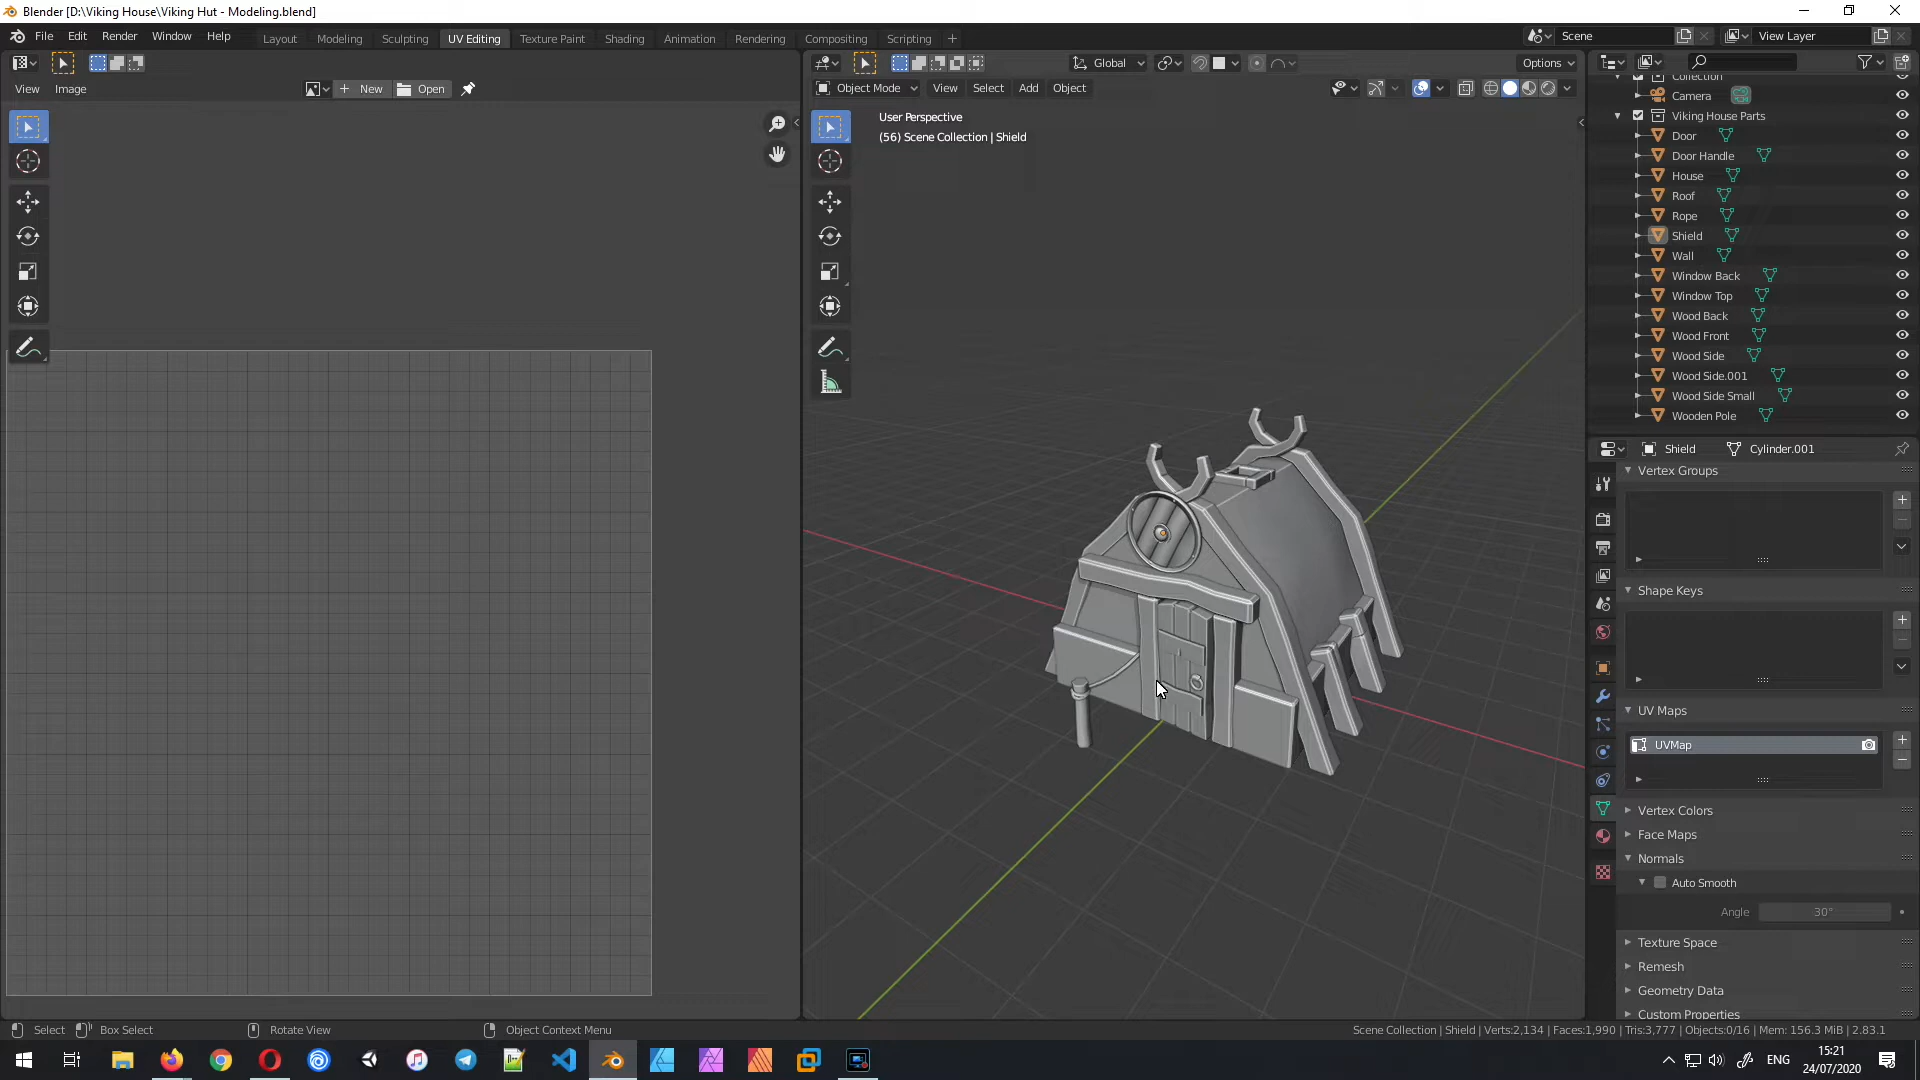 Blender [D:\Viking House\Viking Hut - Modeling.blend]
File Edit Render Window Help
Layout Modeling Sculpting UV Editing Texture Paint Shading Animation Rendering Compositing Scripting
Scene
View Layer
Global
Options
View Image
New
Open
Object Mode View Select Add Object
User Perspective
(56) Scene Collection | Shield
Collection
Camera
Viking House Parts
Door
Door Handle
House
Roof
Rope
Shield
Wall
Window Back
Window Top
Wood Back
Wood Front
Wood Side
Wood Side.001
Wood Side Small
Wooden Pole
Shield
Cylinder.001
Vertex Groups
Shape Keys
UV Maps
UVMap
Vertex Colors
Face Maps
Normals
Auto Smooth
Angle 30°
Texture Space
Remesh
Geometry Data
Custom Properties
Select Box Select Rotate View Object Context Menu
Scene Collection | Shield | Verts:2,134 | Faces:1,990 | Tris:3,777 | Objects:0/16 | Mem: 156.3 MiB | 2.83.1
ENG
15:21
24/07/2020